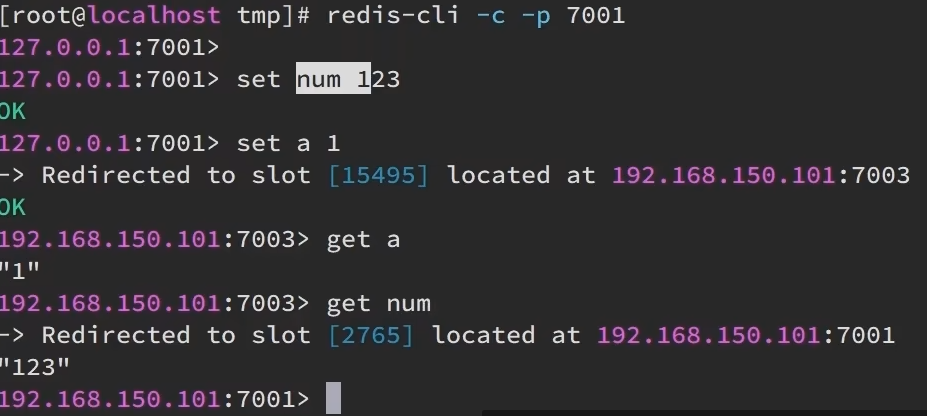 [root@localhost tmp]# redis-cli -c -p 7001
127.0.0.1:7001>
127.0.0.1:7001> set num 123
OK
127.0.0.1:7001> set a 1
-> Redirected to slot [15495] located at 192.168.150.101:7003
OK
192.168.150.101:7003> get a
"1"
192.168.150.101:7003> get num
-> Redirected to slot [2765] located at 192.168.150.101:7001
"123"
192.168.150.101:7001>